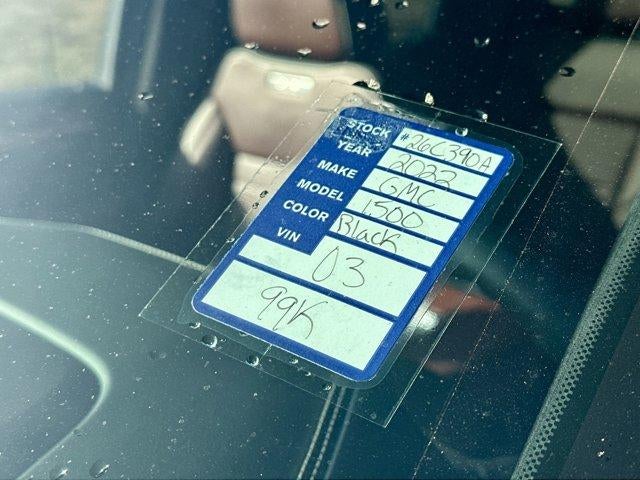 STOCK #26C390A
YEAR 2022
MAKE GMC
MODEL 1500
COLOR Black
VIN 03
99K